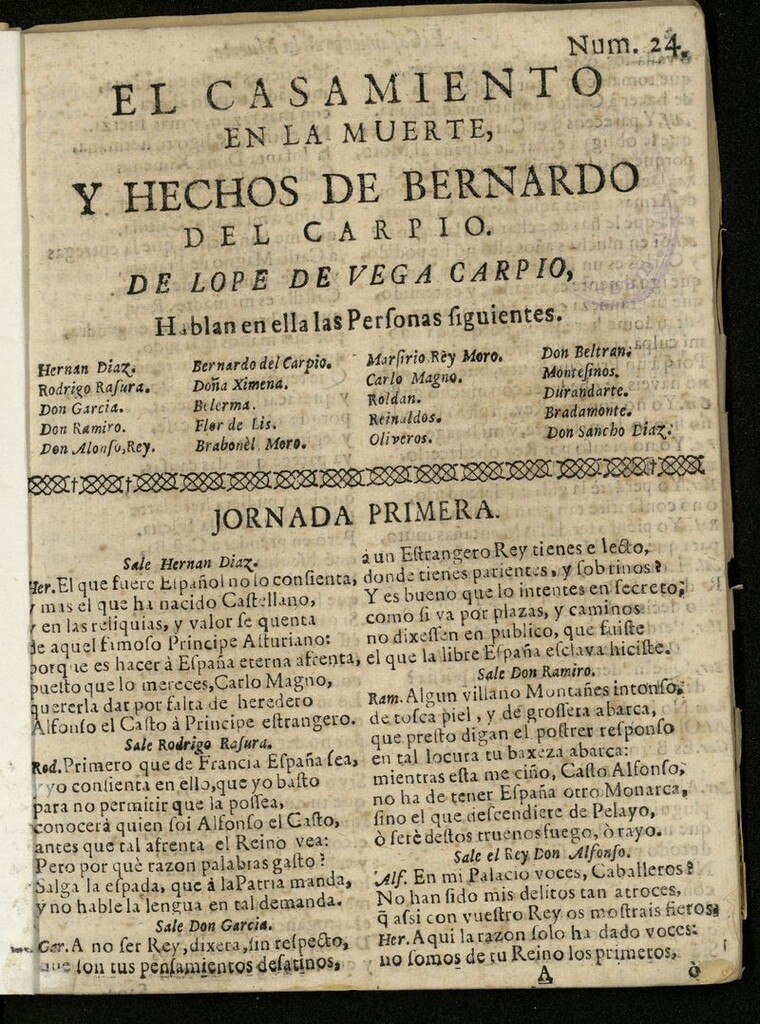 Num. 24.
EL CASAMIENTO
EN LA MUERTE,
Y HECHOS DE BERNARDO
DEL CARPIO.
DE LOPE DE VEGA CARPIO,
Hablan en ella las Perſonas ſiguientes.
Hernan Diaz.
Rodrigo Raſura.
Don Garcia.
Don Ramiro.
Don Alonſo, Rey.
Bernardo del Carpio.
Doña Ximena.
Belerma.
Flor de Lis.
Brabonèl Moro.
Marſirio Rey Moro.
Carlo Magno.
Roldan.
Reinaldos.
Oliveros.
Don Beltran.
Monteſinos.
Durandarte.
Bradamonte.
Don Sancho Diaz.
JORNADA PRIMERA.
Sale Hernan Diaz.
Her. El que fuere Eſpañol no lo conſienta,
y mas el que ha nacido Caſtellano,
y en las reliquias, y valor ſe quenta
de aquel famoſo Principe Aſturiano:
porque es hacer à Eſpaña eterna afrenta,
pueſto que lo mereces, Carlo Magno,
quererla dar por falta de heredero
Alfonſo el Caſto à Principe eſtrangero.
Sale Rodrigo Raſura.
Rod. Primero que de Francia Eſpaña ſea,
yo conſienta en ello, que yo baſto
para no permitir que la poſſea,
conocerà quien ſoi Alfonſo el Caſto,
antes que tal afrenta el Reino vea:
Pero por què razon palabras gaſto?
Salga la eſpada, que à la Patria manda,
y no hable la lengua en tal demanda.
Sale Don Garcia.
Gar. A no ſer Rey, dixera, ſin reſpecto,
que ſon tus penſamientos deſatinos,
à un Eſtrangero Rey tienes electo,
donde tienes parientes, y ſobrinos?
Y es bueno que lo intentes en ſecreto;
como ſi va por plazas, y caminos
no dixeſſen en publico, que fuiſte
el que la libre Eſpaña eſclava hiciſte.
Sale Don Ramiro.
Ram. Algun villano Montañes intonſo,
de toſca piel, y de groſſera abarca,
que preſto digan el poſtrer reſponſo
en tal locura tu baxeza abarca:
mientras eſta me ciño, Caſto Alfonſo,
no ha de tener Eſpaña otro Monarca,
ſino el que deſcendiere de Pelayo,
ò ſerè deſtos truenos fuego, ò rayo.
Sale el Rey Don Alfonſo.
Alf. En mi Palacio voces, Caballeros?
No han ſido mis delitos tan atroces,
q̃ aſsi con vueſtro Rey os moſtrais fieros.
Her. Aqui la razon ſolo ha dado voces:
no ſomos de tu Reino los primeros,
A
ò